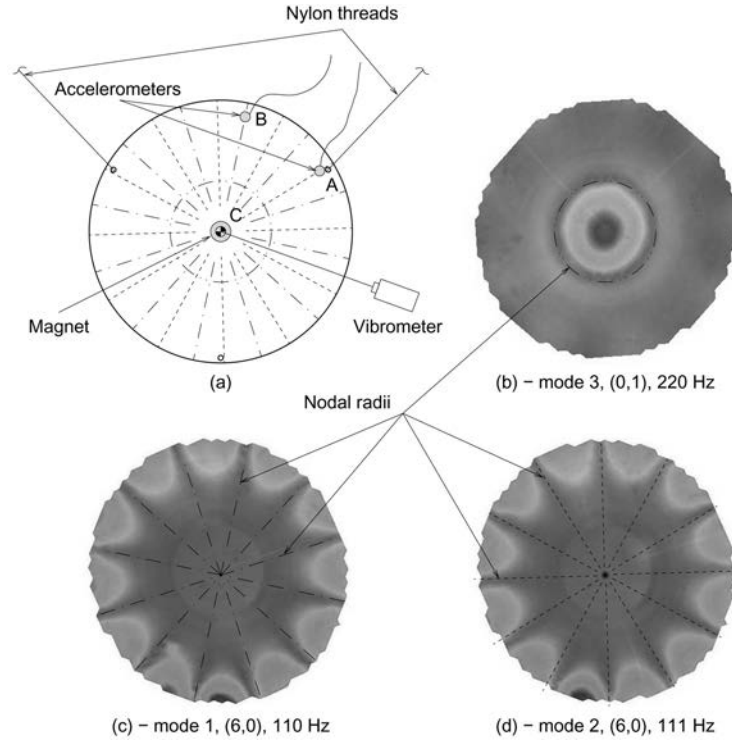 Nylon threads
Accelerometers
B
A
C
Magnet
Vibrometer
(a)
(b) – mode 3, (0,1), 220 Hz
Nodal radii
(c) – mode 1, (6,0), 110 Hz
(d) – mode 2, (6,0), 111 Hz